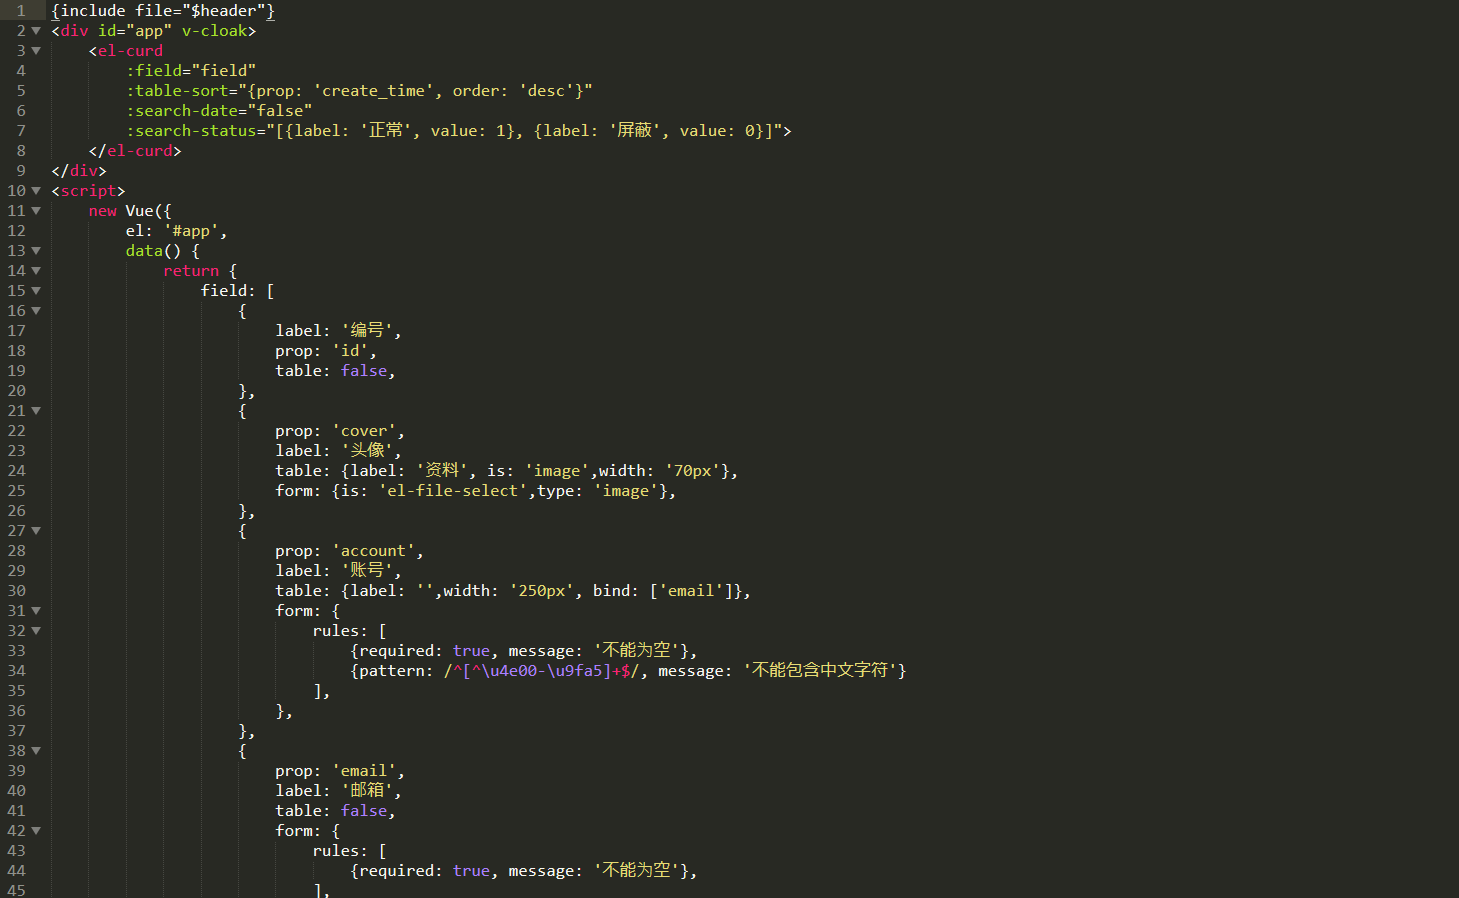 1 {include file="$header"}
2 <div id="app" v-cloak>
3     <el-curd
4         :field="field"
5         :table-sort="{prop: 'create_time', order: 'desc'}"
6         :search-date="false"
7         :search-status="[{label: '正常', value: 1}, {label: '屏蔽', value: 0}]">
8     </el-curd>
9 </div>
10 <script>
11     new Vue({
12         el: '#app',
13         data() {
14             return {
15                 field: [
16                     {
17                         label: '编号',
18                         prop: 'id',
19                         table: false,
20                     },
21                     {
22                         prop: 'cover',
23                         label: '头像',
24                         table: {label: '资料', is: 'image',width: '70px'},
25                         form: {is: 'el-file-select',type: 'image'},
26                     },
27                     {
28                         prop: 'account',
29                         label: '账号',
30                         table: {label: '',width: '250px', bind: ['email']},
31                         form: {
32                             rules: [
33                                 {required: true, message: '不能为空'},
34                                 {pattern: /^[^\u4e00-\u9fa5]+$/, message: '不能包含中文字符'}
35                             ],
36                         },
37                     },
38                     {
39                         prop: 'email',
40                         label: '邮箱',
41                         table: false,
42                         form: {
43                             rules: [
44                                 {required: true, message: '不能为空'},
45                             ],